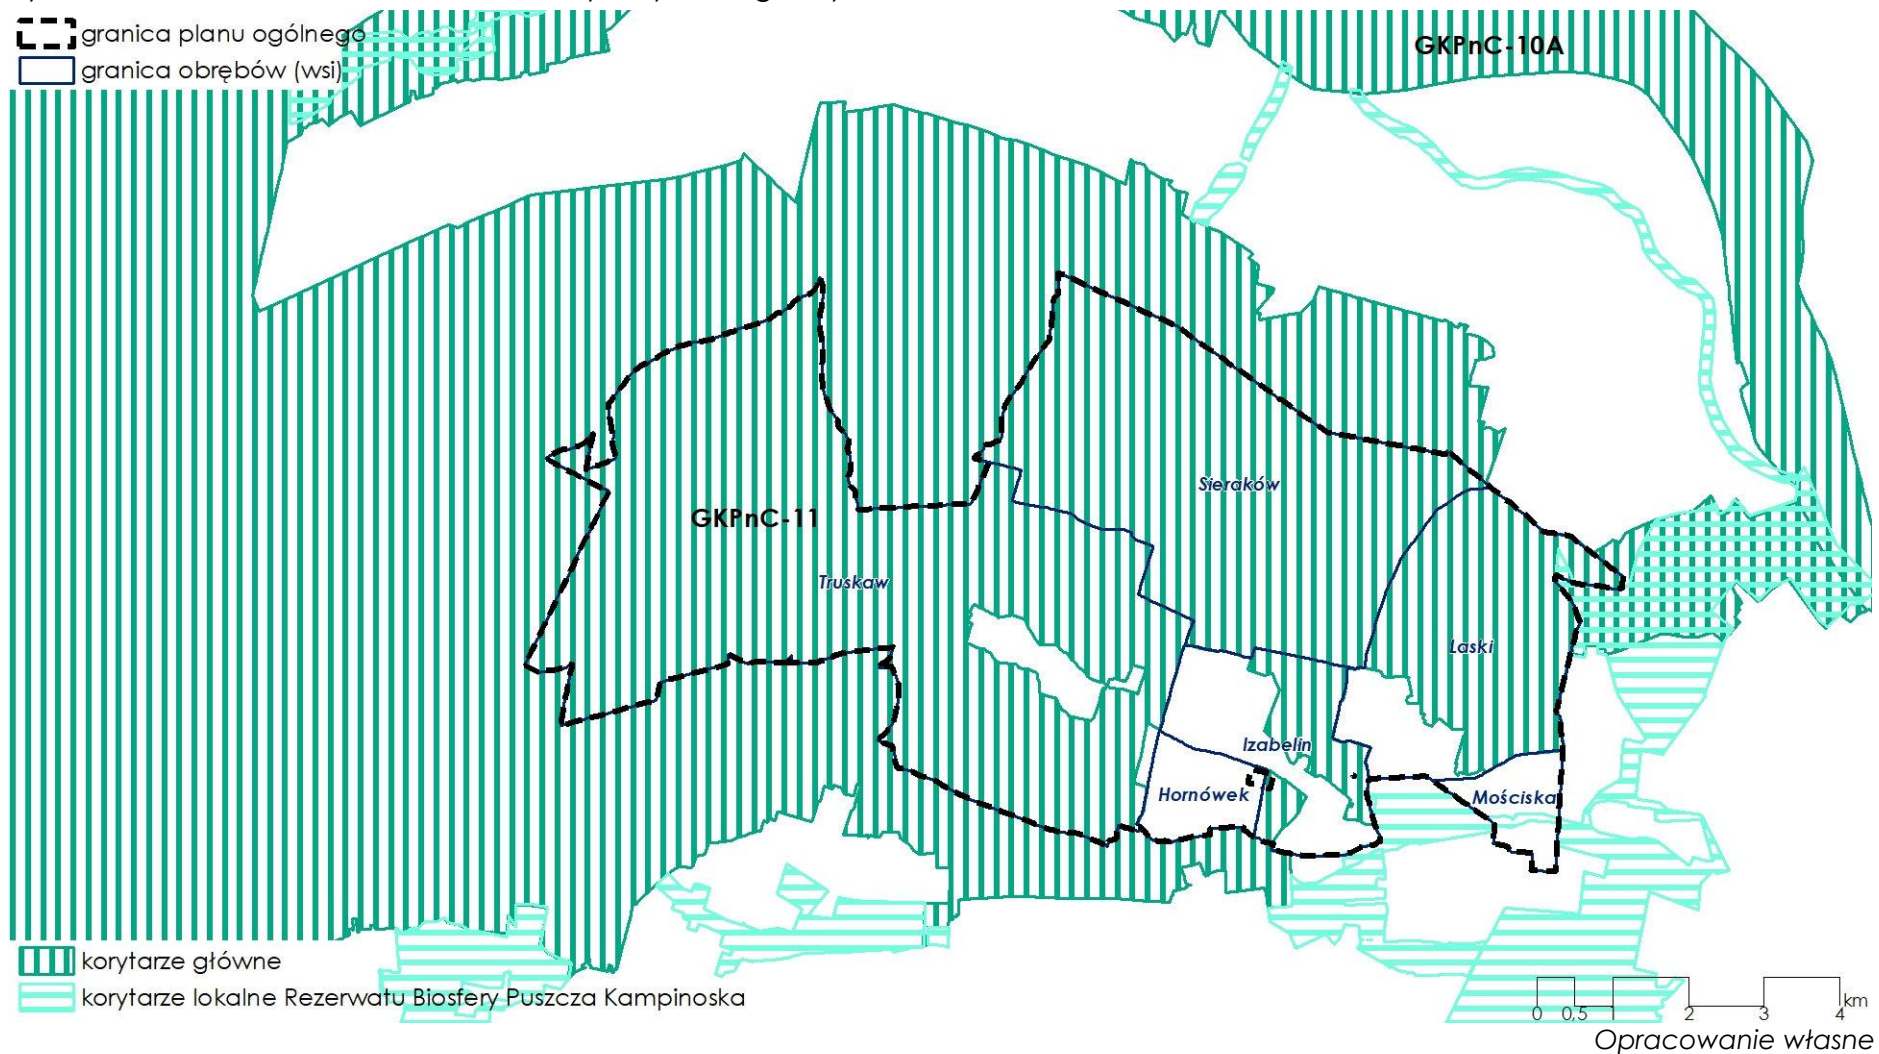 granica planu ogólnego
granica obrębów (wsi)
GKPnC-10A
Sieraków
GKPnC-11
Truskaw
Laski
Izabelin
Hornówek
Mościska
korytarze główne
korytarze lokalne Rezerwatu Biosfery Puszcza Kampinoska
km
0 0,5 1 2 3 4
Opracowanie własne